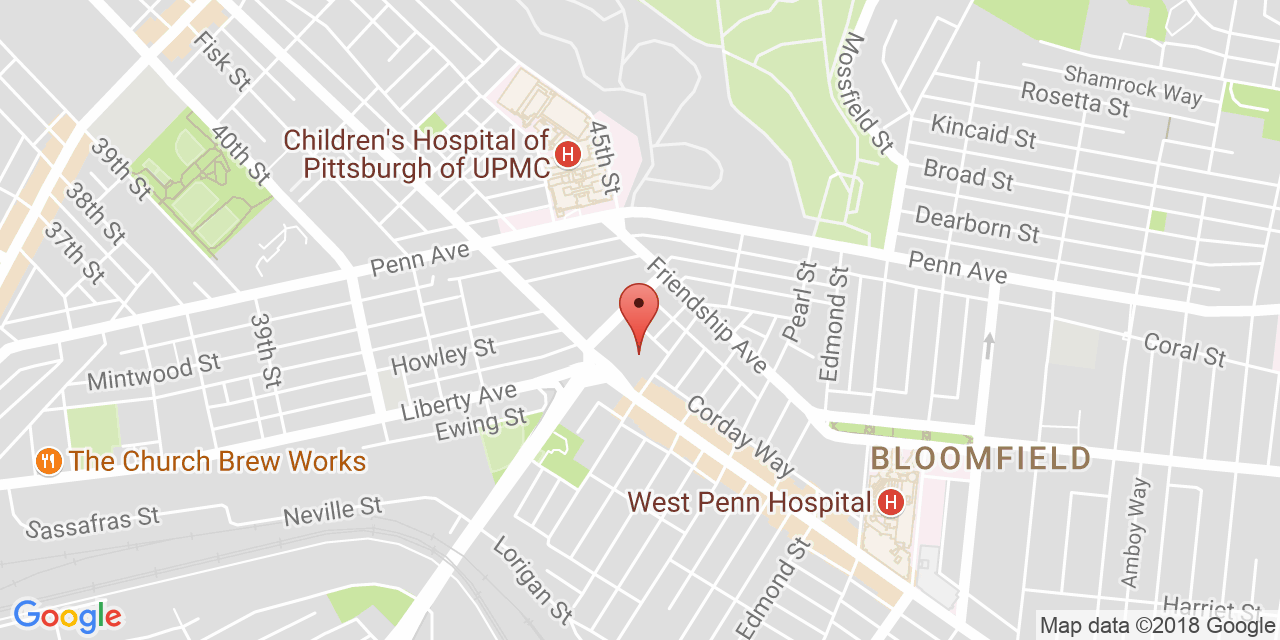 Fisk St
Mossfield St
Shamrock Way
Rosetta St
Kincaid St
39th St
40th St
Children's Hospital of
Pittsburgh of UPMC
H
45th St
Broad St
38th St
Dearborn St
37th St
Penn Ave
Penn Ave
Friendship Ave
Pearl St
Edmond St
39th St
Mintwood St
Howley St
Coral St
Liberty Ave
Ewing St
Corday Way
The Church Brew Works
BLOOMFIELD
West Penn Hospital
H
Sassafras St
Neville St
Amboy Way
Lorigan St
Edmond St
Harriet St
Google
Map data ©2018 Google